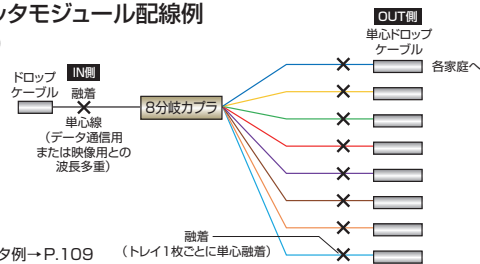 ッタモジュール配線例
OUT側
単心ドロップ
ケーブル
各家庭へ
ドロップ
ケーブル
IN側
融着
単心線
(データ通信用
または映像用との
波長多重)
8分岐カプラ
融着
(トレイ1枚ごとに単心融着)
タ例→P.109